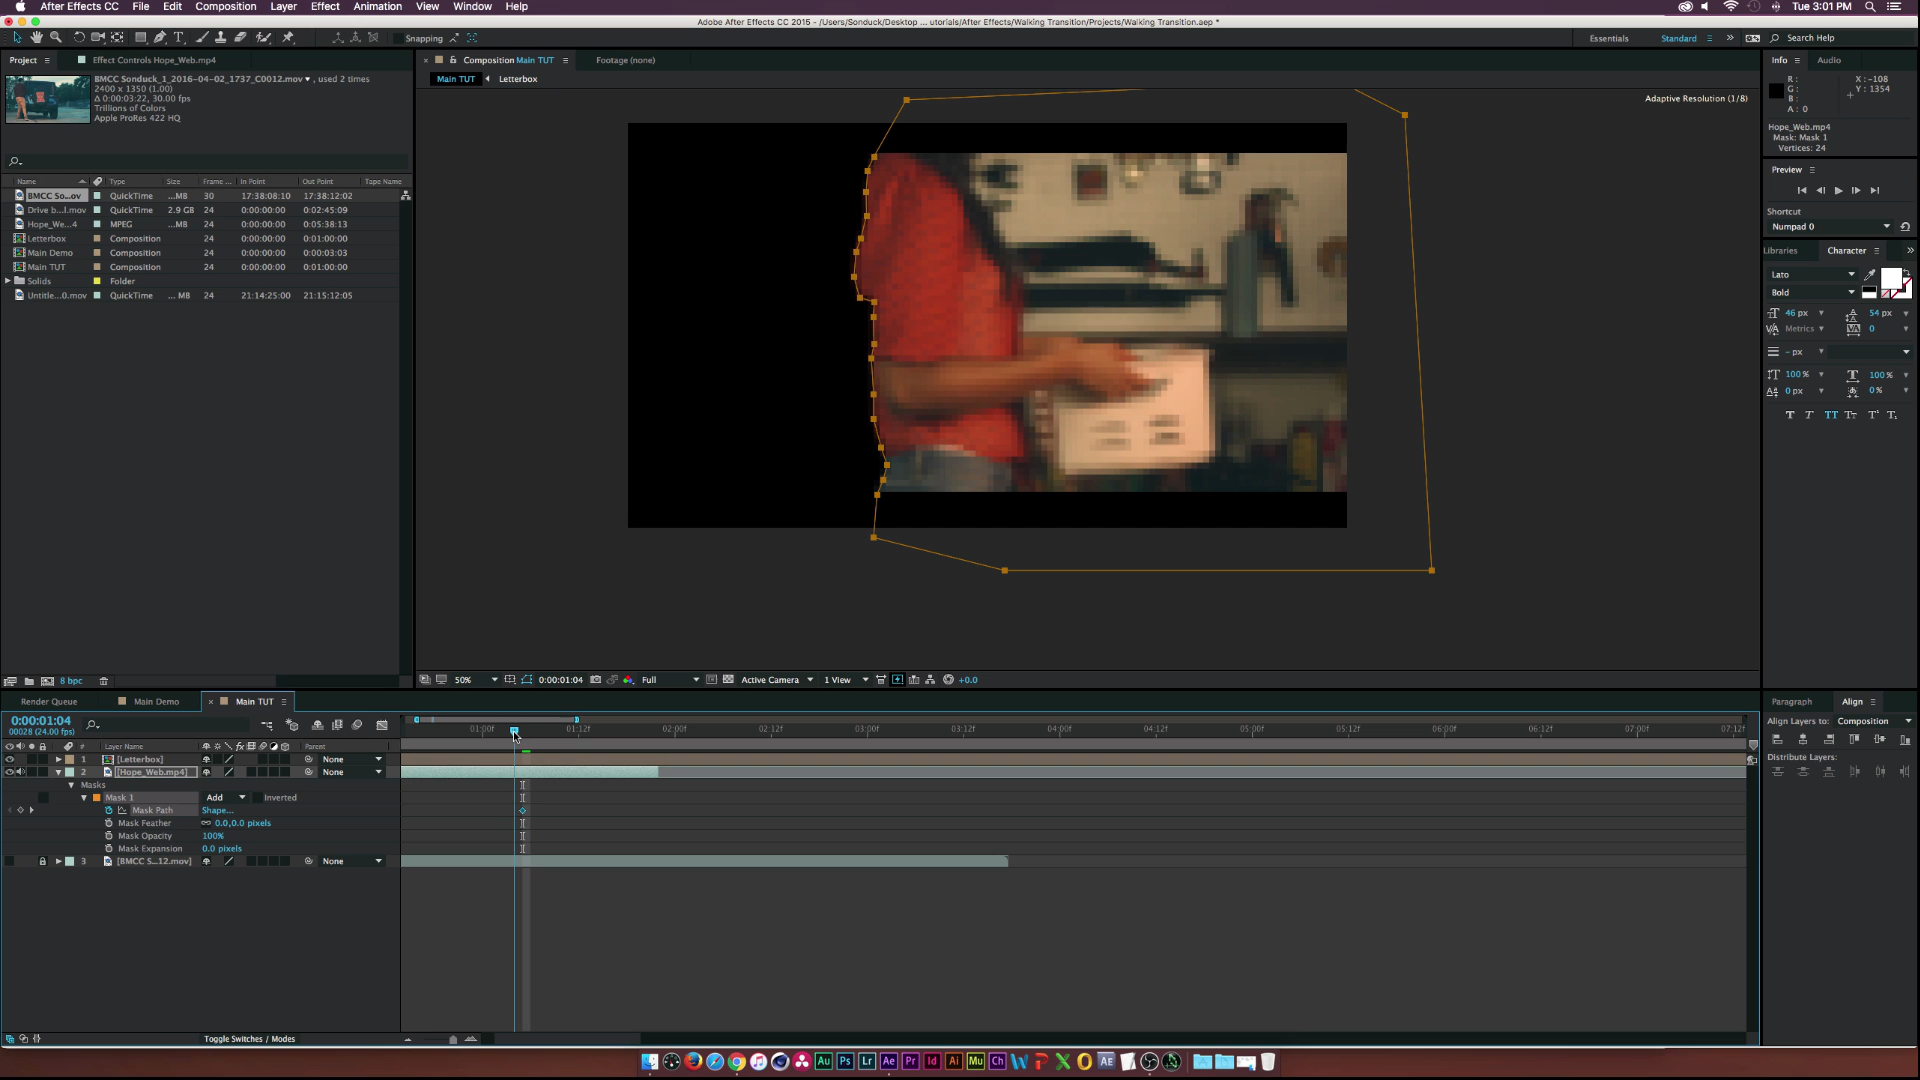 After Effects CC File Edit Composition Layer Effect Animation View Window Help Tue 3:01 PM
Adobe After Effects CC 2015 - /Users/Sonduck/Desktop ... utorials/After Effects/Walking Transition/Projects/Walking Transition.aep *
Snapping Essentials Standard Search Help
Project Effect Controls Hope_Web.mp4 Composition Main TUT Footage (none) Info Audio
BMCC Sonduck_1_2016-04-02_1737_C0012.mov , used 2 times
2400 x 1350 (1.00)
Δ 0:00:03:22, 30.00 fps
Trillions of Colors
Apple ProRes 422 HQ
Main TUT Letterbox
Adaptive Resolution (1/8)
R: X: -108
G: Y: 1354
B:
A: 0
Hope_Web.mp4
Mask: Mask 1
Vertices: 24
Name Type Size Frame ... In Point Out Point Tape Name
BMCC So...ov QuickTime ...MB 30 17:38:08:10 17:38:12:02
Drive b...l.mov QuickTime 2.9 GB 24 0:00:00:00 0:02:45:09
Hope_We...4 MPEG ...MB 24 0:00:00:00 0:05:38:13
Letterbox Composition 24 0:00:00:00 0:01:00:00
Main Demo Composition 24 0:00:00:00 0:00:03:03
Main TUT Composition 24 0:00:00:00 0:01:00:00
Solids Folder
Untitle...0.mov QuickTime ... MB 24 21:14:25:00 21:15:12:05
Preview
Shortcut
Numpad 0
Libraries Character
Lato
Bold
46 px 54 px
Metrics 0
- px
100 % 100 %
0 px 0 %
T T TT Tt T T
8 bpc
50% 0:00:01:04 Full Active Camera 1 View +0.0
Render Queue Main Demo Main TUT
0:00:01:04
00028 (24.00 fps)
01:00f 01:12f 02:00f 02:12f 03:00f 03:12f 04:00f 04:12f 05:00f 05:12f 06:00f 06:12f 07:00f 07:12f
# Layer Name Parent
1 [Letterbox] None
2 [Hope_Web.mp4] None
Masks
Mask 1 Add Inverted
Mask Path Shape...
Mask Feather 0.0,0.0 pixels
Mask Opacity 100%
Mask Expansion 0.0 pixels
3 [BMCC S...12.mov] None
Toggle Switches / Modes
Paragraph Align
Align Layers to: Composition
Distribute Layers:
Au Ps Lr Ae Pr Id Ai Mu Ch AE